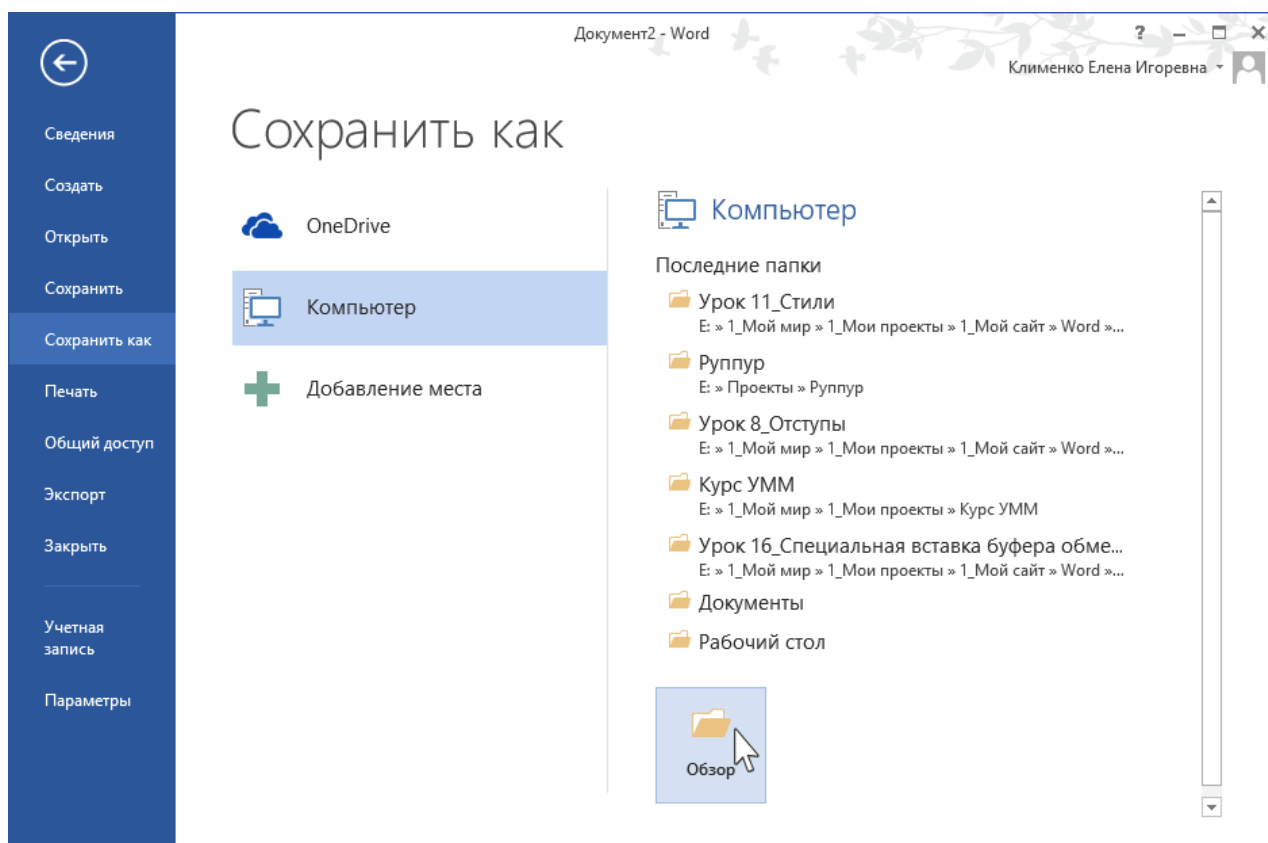 Документ2 - Word
?
Клименко Елена Игоревна
Сведения
Создать
Открыть
Сохранить
Сохранить как
Печать
Общий доступ
Экспорт
Закрыть
Учетная
запись
Параметры
Сохранить как
OneDrive
Компьютер
Добавление места
Компьютер
Последние папки
Урок 11_Стили
E: » 1_Мой мир » 1_Мои проекты » 1_Мой сайт » Word »...
Руппур
E: » Проекты » Руппур
Урок 8_Отступы
E: » 1_Мой мир » 1_Мои проекты » 1_Мой сайт » Word »...
Курс УММ
E: » 1_Мой мир » 1_Мои проекты » Курс УММ
Урок 16_Специальная вставка буфера обме...
E: » 1_Мой мир » 1_Мои проекты » 1_Мой сайт » Word »...
Документы
Рабочий стол
Обзор